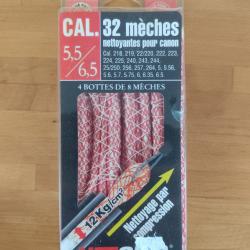 CAL. 32 mèches
5,5/6,5
nettoyantes pour canon
Cal. 218, 219, 22/220, 222, 223,
224, 225, 240, 243, 244,
25/250, 256, 257, 264, 5, 5.56,
5.6, 5.7, 5.75, 6, 6.35, 6.5.
4 BOTTES DE 8 MÈCHES
12 Kg/cm²
Nettoyage par
compression